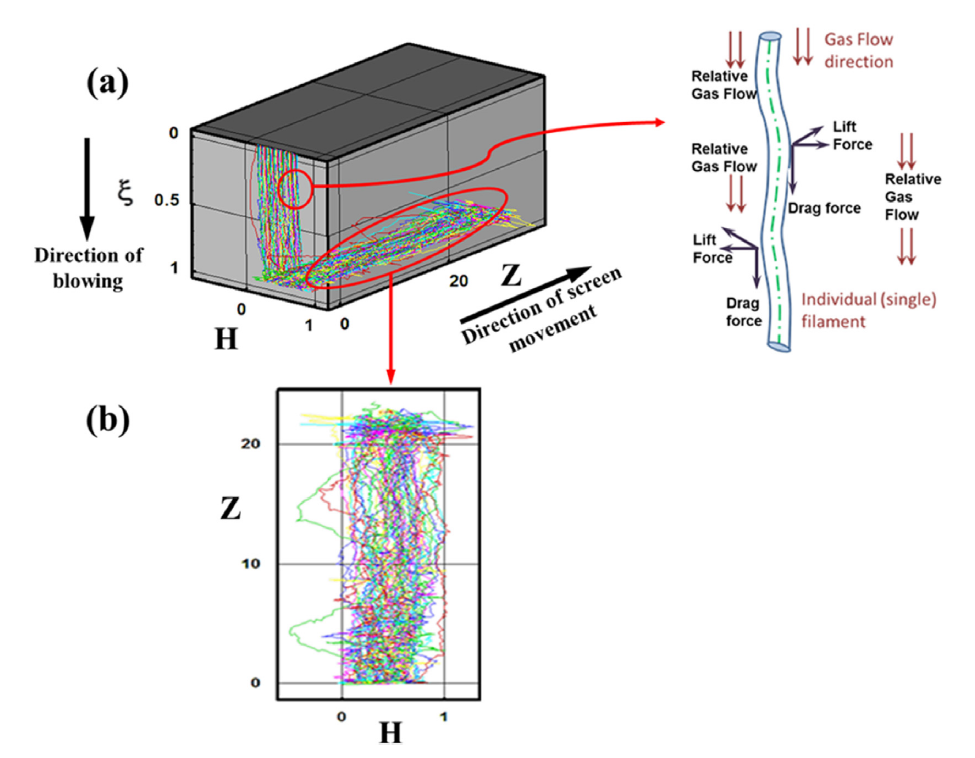 (a)
0
0.5
1
ξ
Direction of
blowing
0
1
H
0
20
Z
Direction of screen
movement
Gas Flow
direction
Relative
Gas Flow
Lift
Force
Relative
Gas Flow
Drag force
Relative
Gas
Flow
Lift
Force
Drag
force
Individual (single)
filament
(b)
20
Z
10
0
0
1
H